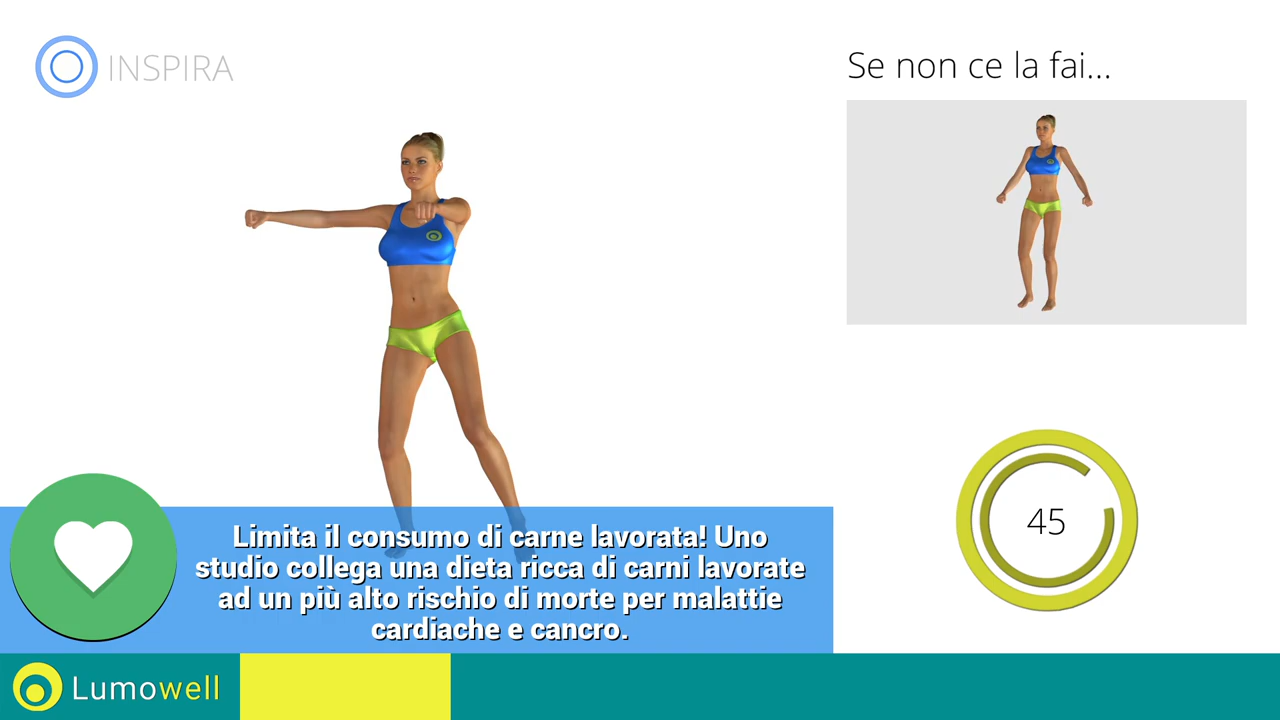 INSPIRA
Se non ce la fai...
45
Limita il consumo di carne lavorata! Uno
studio collega una dieta ricca di carni lavorate
ad un più alto rischio di morte per malattie
cardiache e cancro.
Lumowell